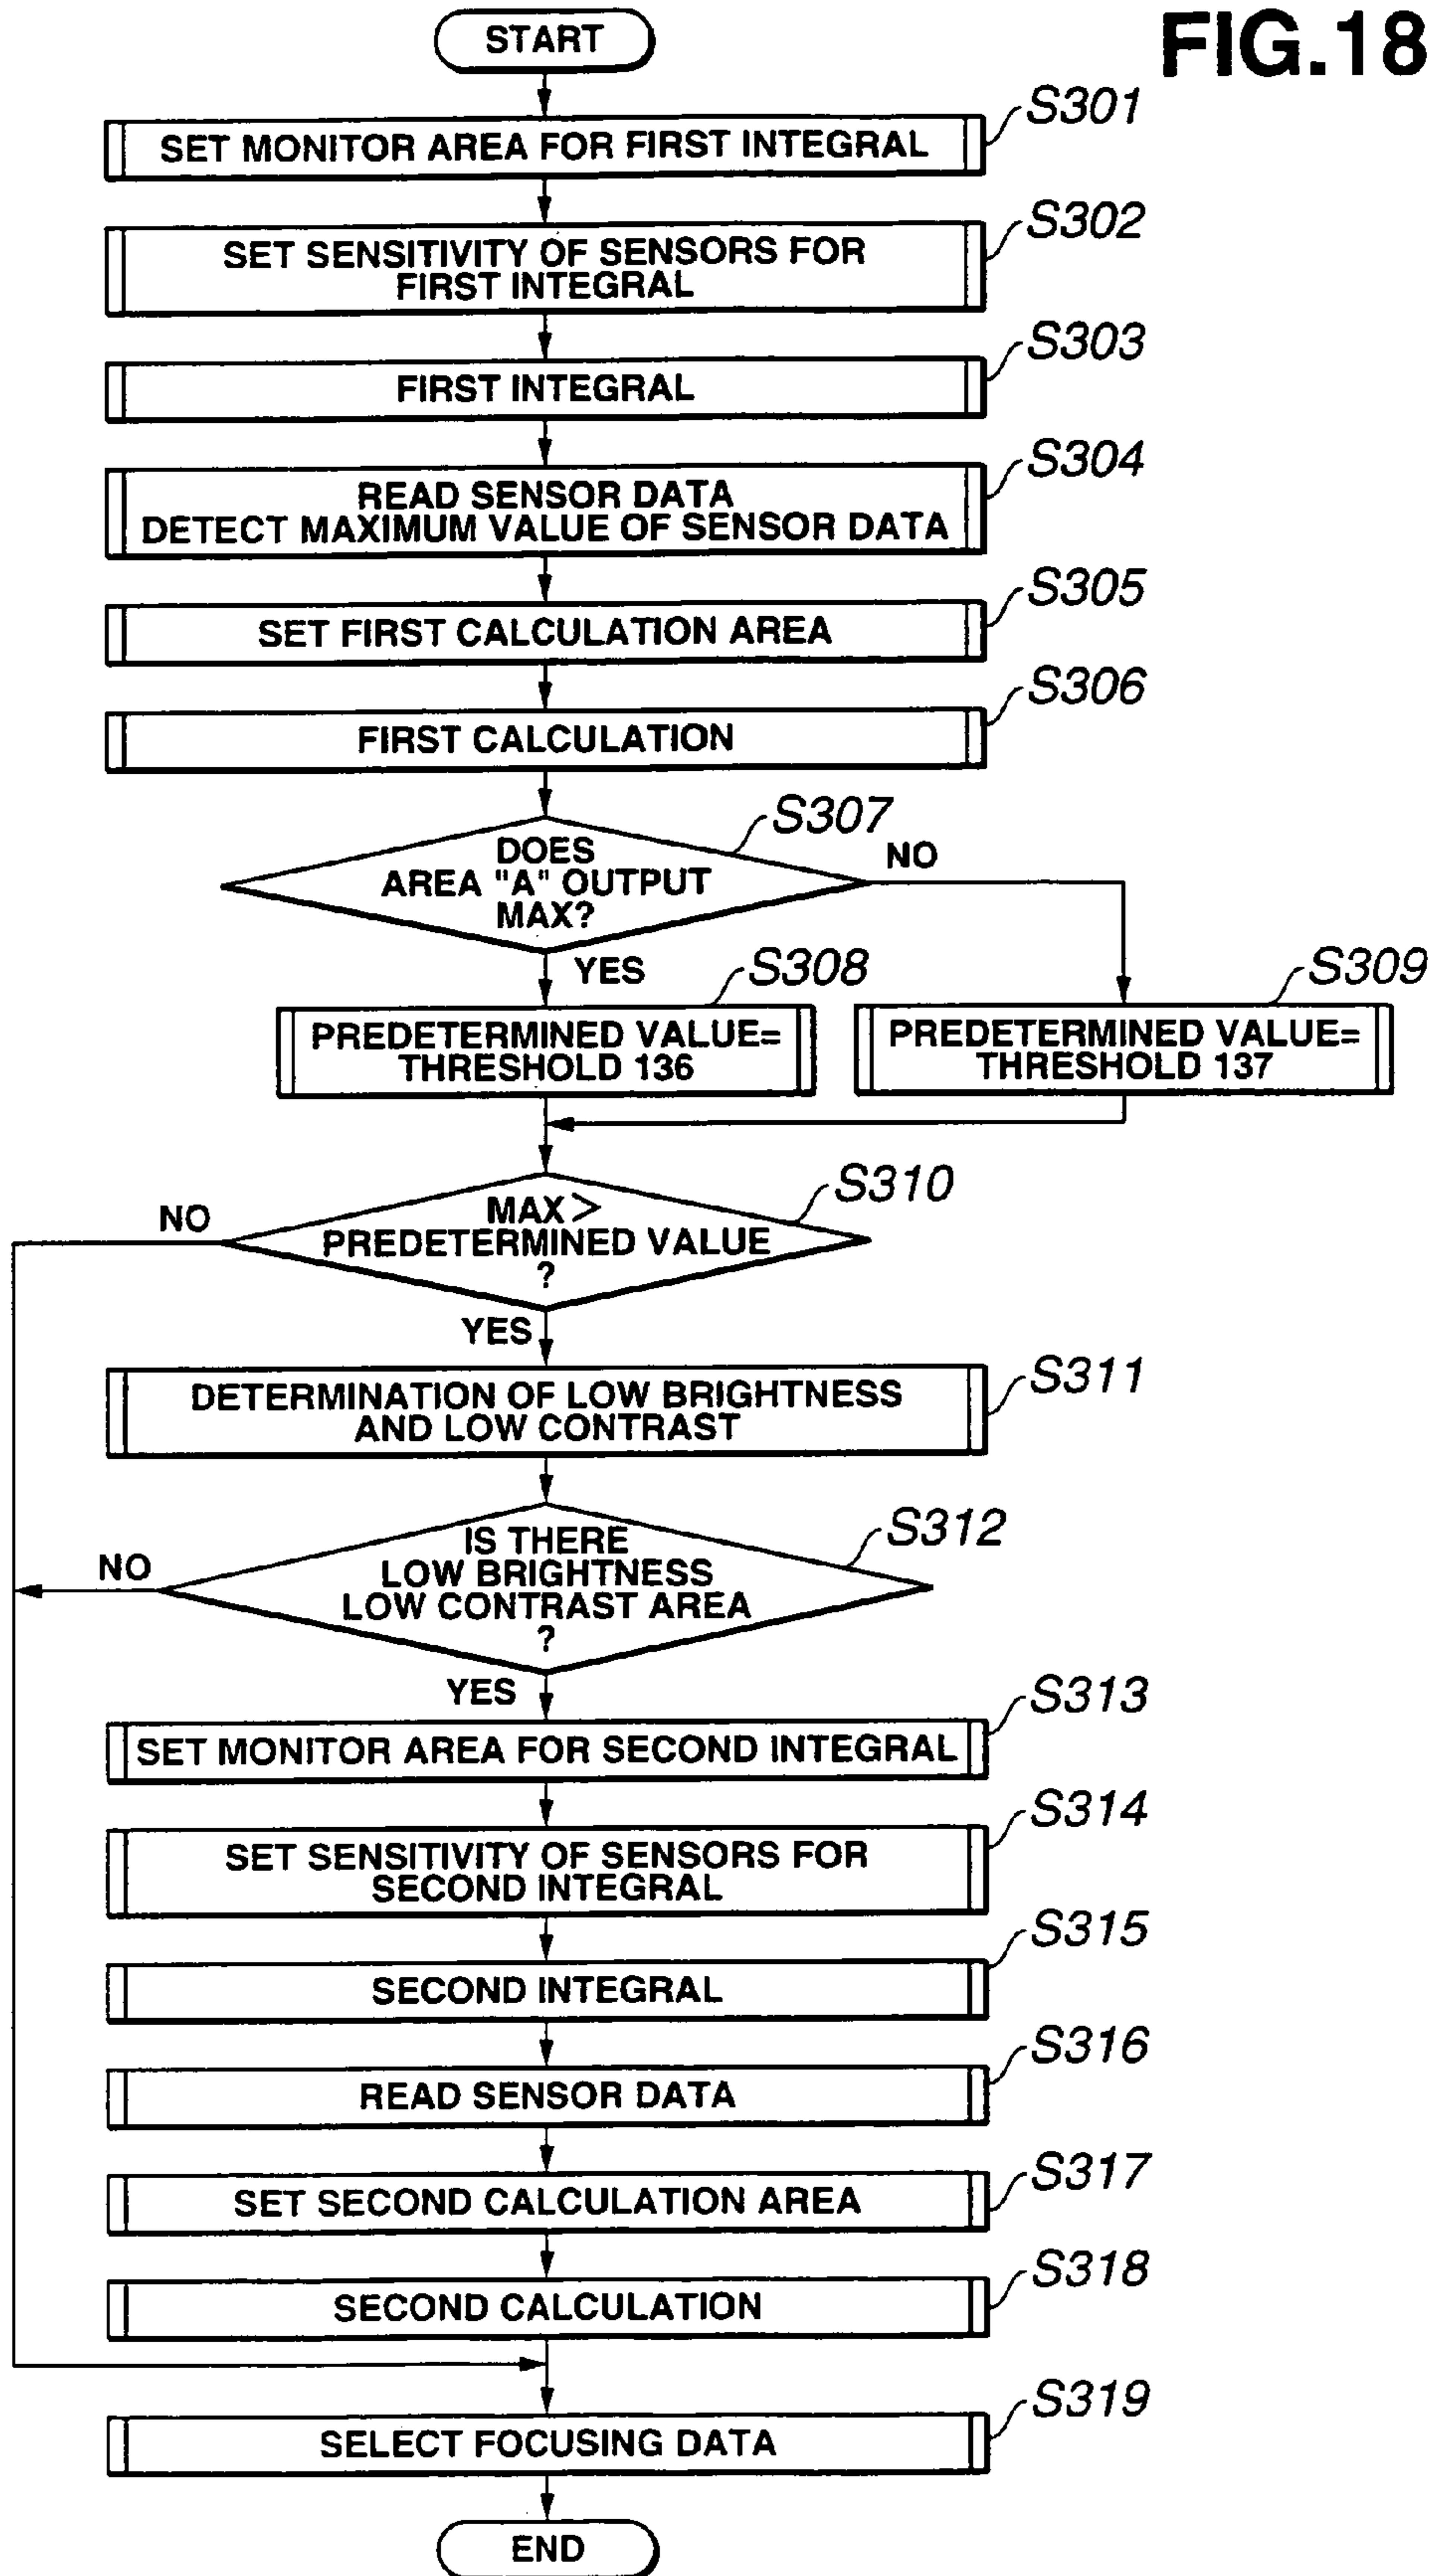 FIG.18
START
S301
SET MONITOR AREA FOR FIRST INTEGRAL
S302
SET SENSITIVITY OF SENSORS FOR
FIRST INTEGRAL
S303
FIRST INTEGRAL
S304
READ SENSOR DATA
DETECT MAXIMUM VALUE OF SENSOR DATA
S305
SET FIRST CALCULATION AREA
S306
FIRST CALCULATION
S307
DOES
AREA "A" OUTPUT
MAX?
NO
YES
S308
PREDETERMINED VALUE=
THRESHOLD 136
S309
PREDETERMINED VALUE=
THRESHOLD 137
S310
MAX >
PREDETERMINED VALUE
?
NO
YES
S311
DETERMINATION OF LOW BRIGHTNESS
AND LOW CONTRAST
S312
IS THERE
LOW BRIGHTNESS
LOW CONTRAST AREA
?
NO
YES
S313
SET MONITOR AREA FOR SECOND INTEGRAL
S314
SET SENSITIVITY OF SENSORS FOR
SECOND INTEGRAL
S315
SECOND INTEGRAL
S316
READ SENSOR DATA
S317
SET SECOND CALCULATION AREA
S318
SECOND CALCULATION
S319
SELECT FOCUSING DATA
END